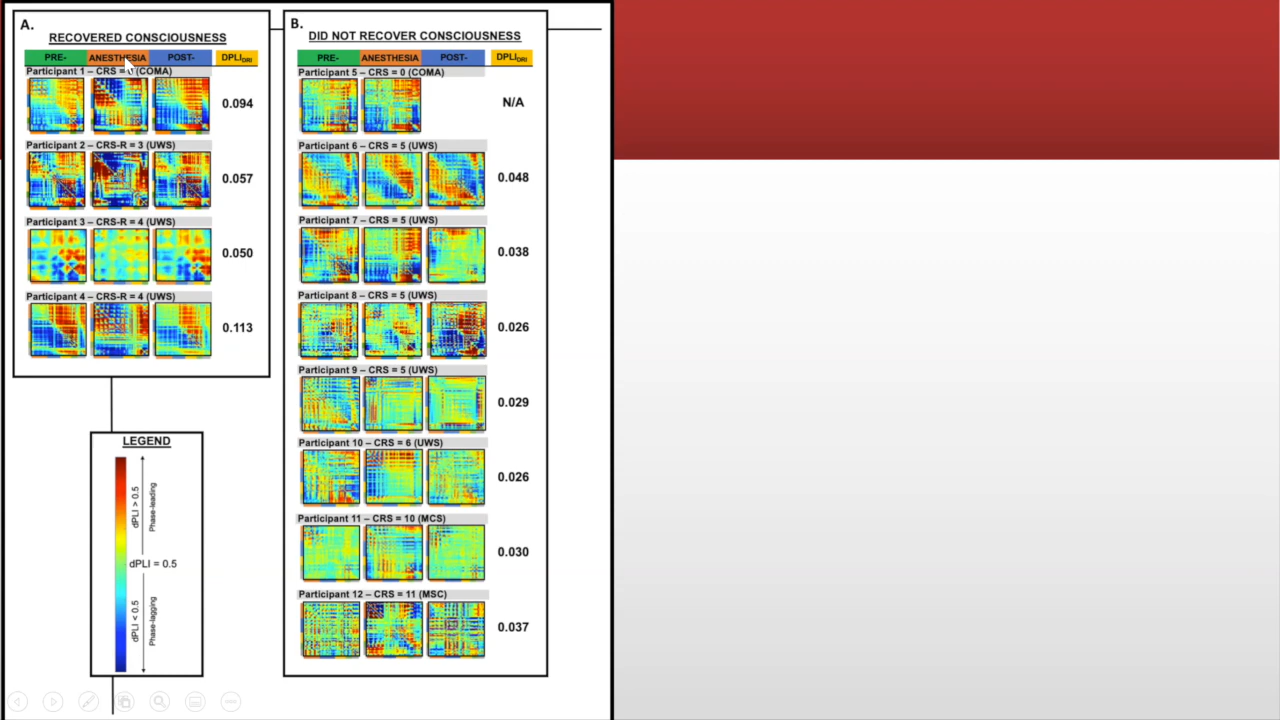 A.
RECOVERED CONSCIOUSNESS
PRE- ANESTHESIA POST- DPLI DRI
Participant 1 – CRS = (COMA)
0.094
Participant 2 – CRS-R = 3 (UWS)
0.057
Participant 3 – CRS-R = 4 (UWS)
0.050
Participant 4 – CRS-R = 4 (UWS)
0.113
LEGEND
dPLI > 0.5
Phase-leading
dPLI = 0.5
dPLI < 0.5
Phase-lagging
B.
DID NOT RECOVER CONSCIOUSNESS
PRE- ANESTHESIA POST- DPLI DRI
Participant 5 – CRS = 0 (COMA)
N/A
Participant 6 – CRS = 5 (UWS)
0.048
Participant 7 – CRS = 5 (UWS)
0.038
Participant 8 – CRS = 5 (UWS)
0.026
Participant 9 – CRS = 5 (UWS)
0.029
Participant 10 – CRS = 6 (UWS)
0.026
Participant 11 – CRS = 10 (MCS)
0.030
Participant 12 – CRS = 11 (MSC)
0.037